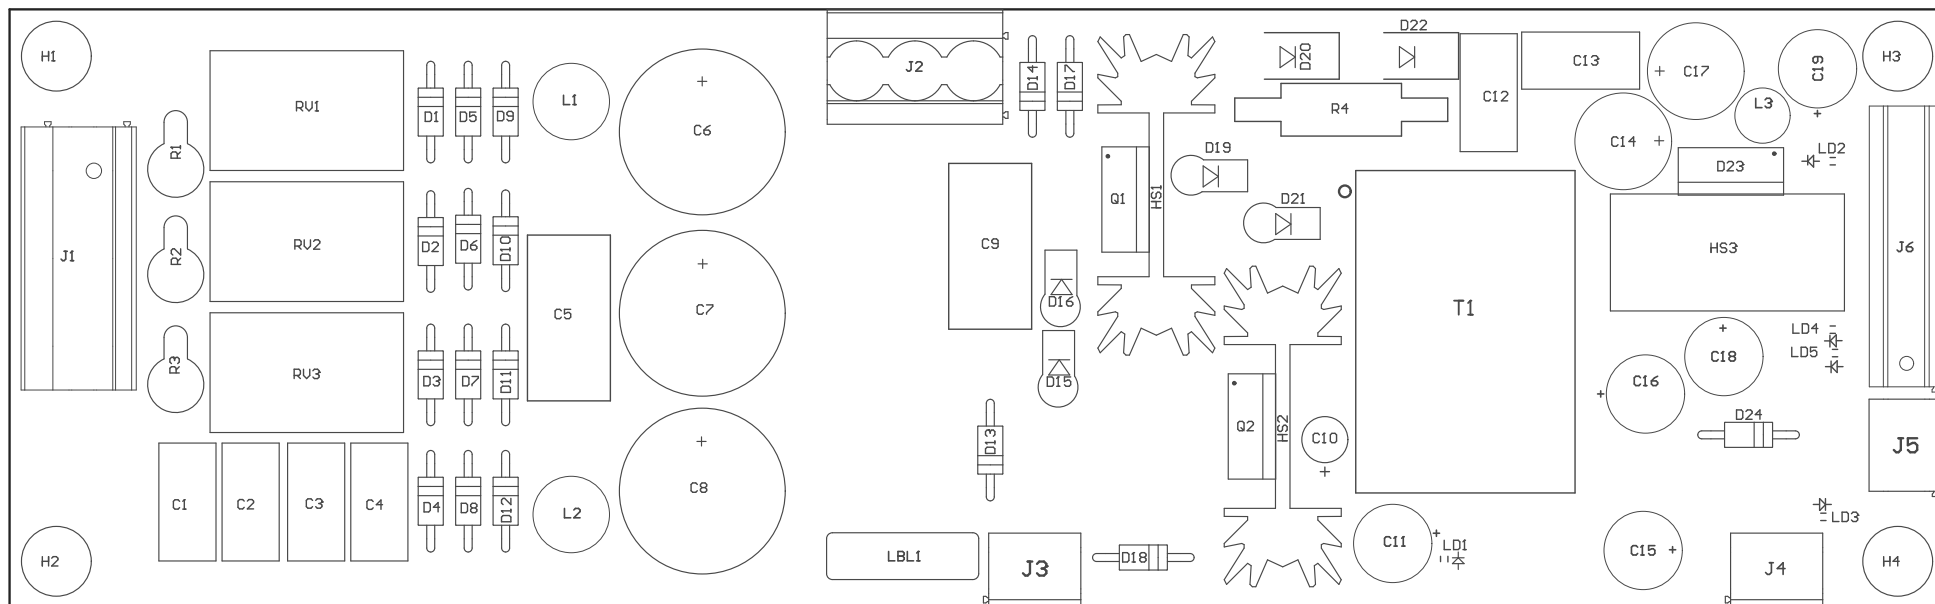 H1
RV1
D1
D5
D9
L1
C6
J2
D14
D17
D20
D22
R4
C12
C13
C17
C19
H3
L3
C14
R1
J1
R2
RV2
D2
D6
D10
C5
C7
C9
Q1
HS1
D19
D21
D16
D15
T1
D23
LD2
HS3
J6
LD4
LD5
C18
C16
R3
RV3
D3
D7
D11
D13
Q2
HS2
C10
D24
J5
C1
C2
C3
C4
D4
D8
D12
L2
C8
LBL1
J3
D18
C11
LD1
C15
LD3
J4
H2
H4